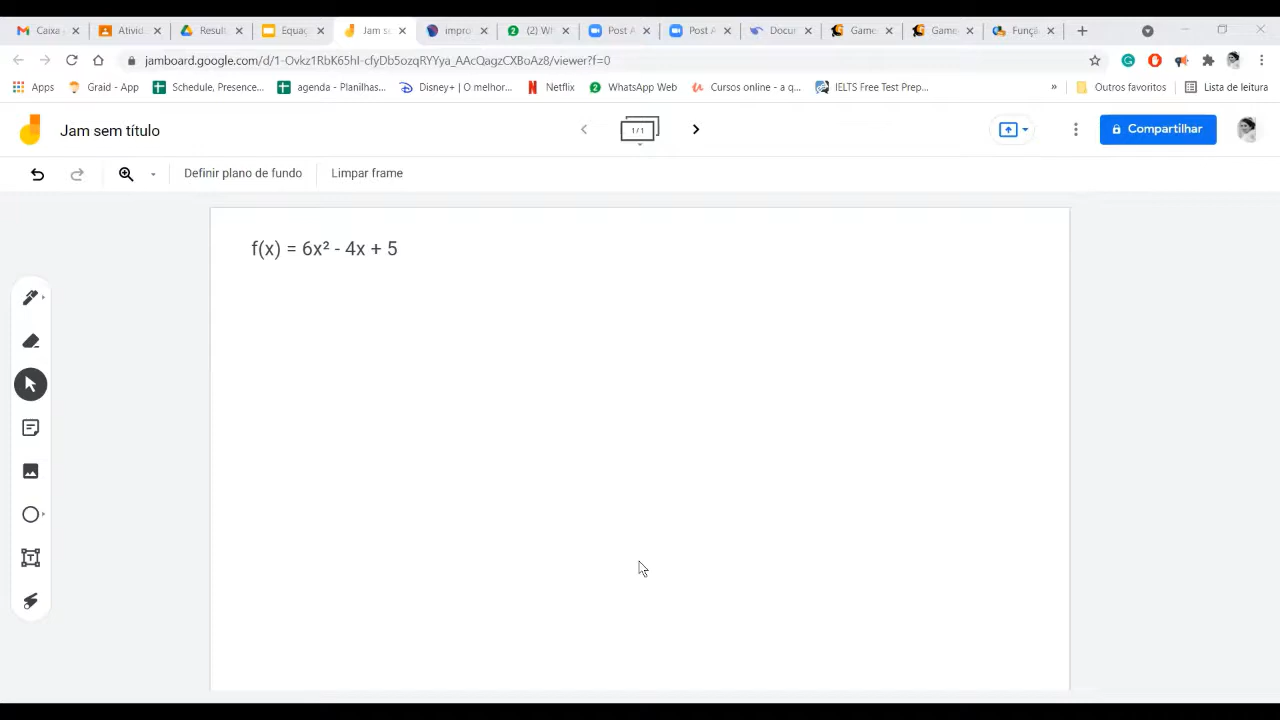 Caixa
Ativid
Result
Equaç
Jam se
impro
(2) Wh
Post A
Post A
Docun
Game
Game
Funçã
jamboard.google.com/d/1-Ovkz1RbK65hI-cfyDb5ozqhtYyaGAAcQagzCXBoAz8/viewer?f=0
Apps
Graid - App
Schedule, Presence...
agenda - Planilhas...
Disney+ | O melhor...
Netflix
WhatsApp Web
Cursos online - a q...
IELTS Free Test Prep...
»
Outros favoritos
Lista de leitura
Jam sem título
1/1
Compartilhar
Definir plano de fundo
Limpar frame
f(x) = 6x² - 4x + 5